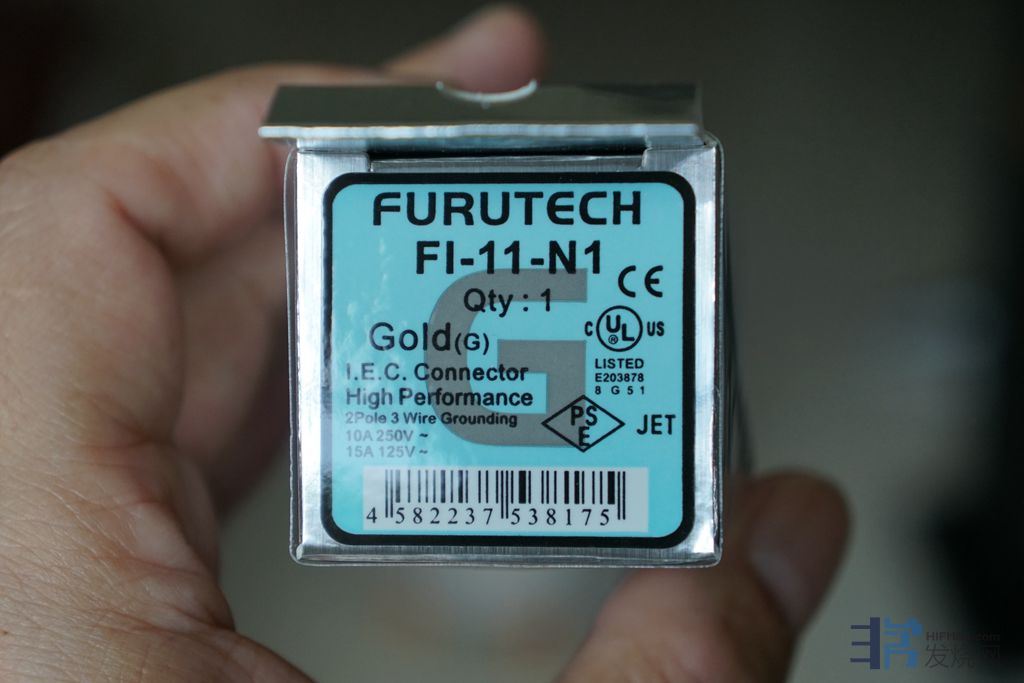 FURUTECH
FI-11-N1
G
Qty : 1
CE
Gold(G)
C UL US
®
LISTED
E203878
8 G 5 1
I.E.C. Connector
High Performance
2Pole 3 Wire Grounding
10A 250V ~
15A 125V ~
PS
E
JET
4 582237 538175
发烧网